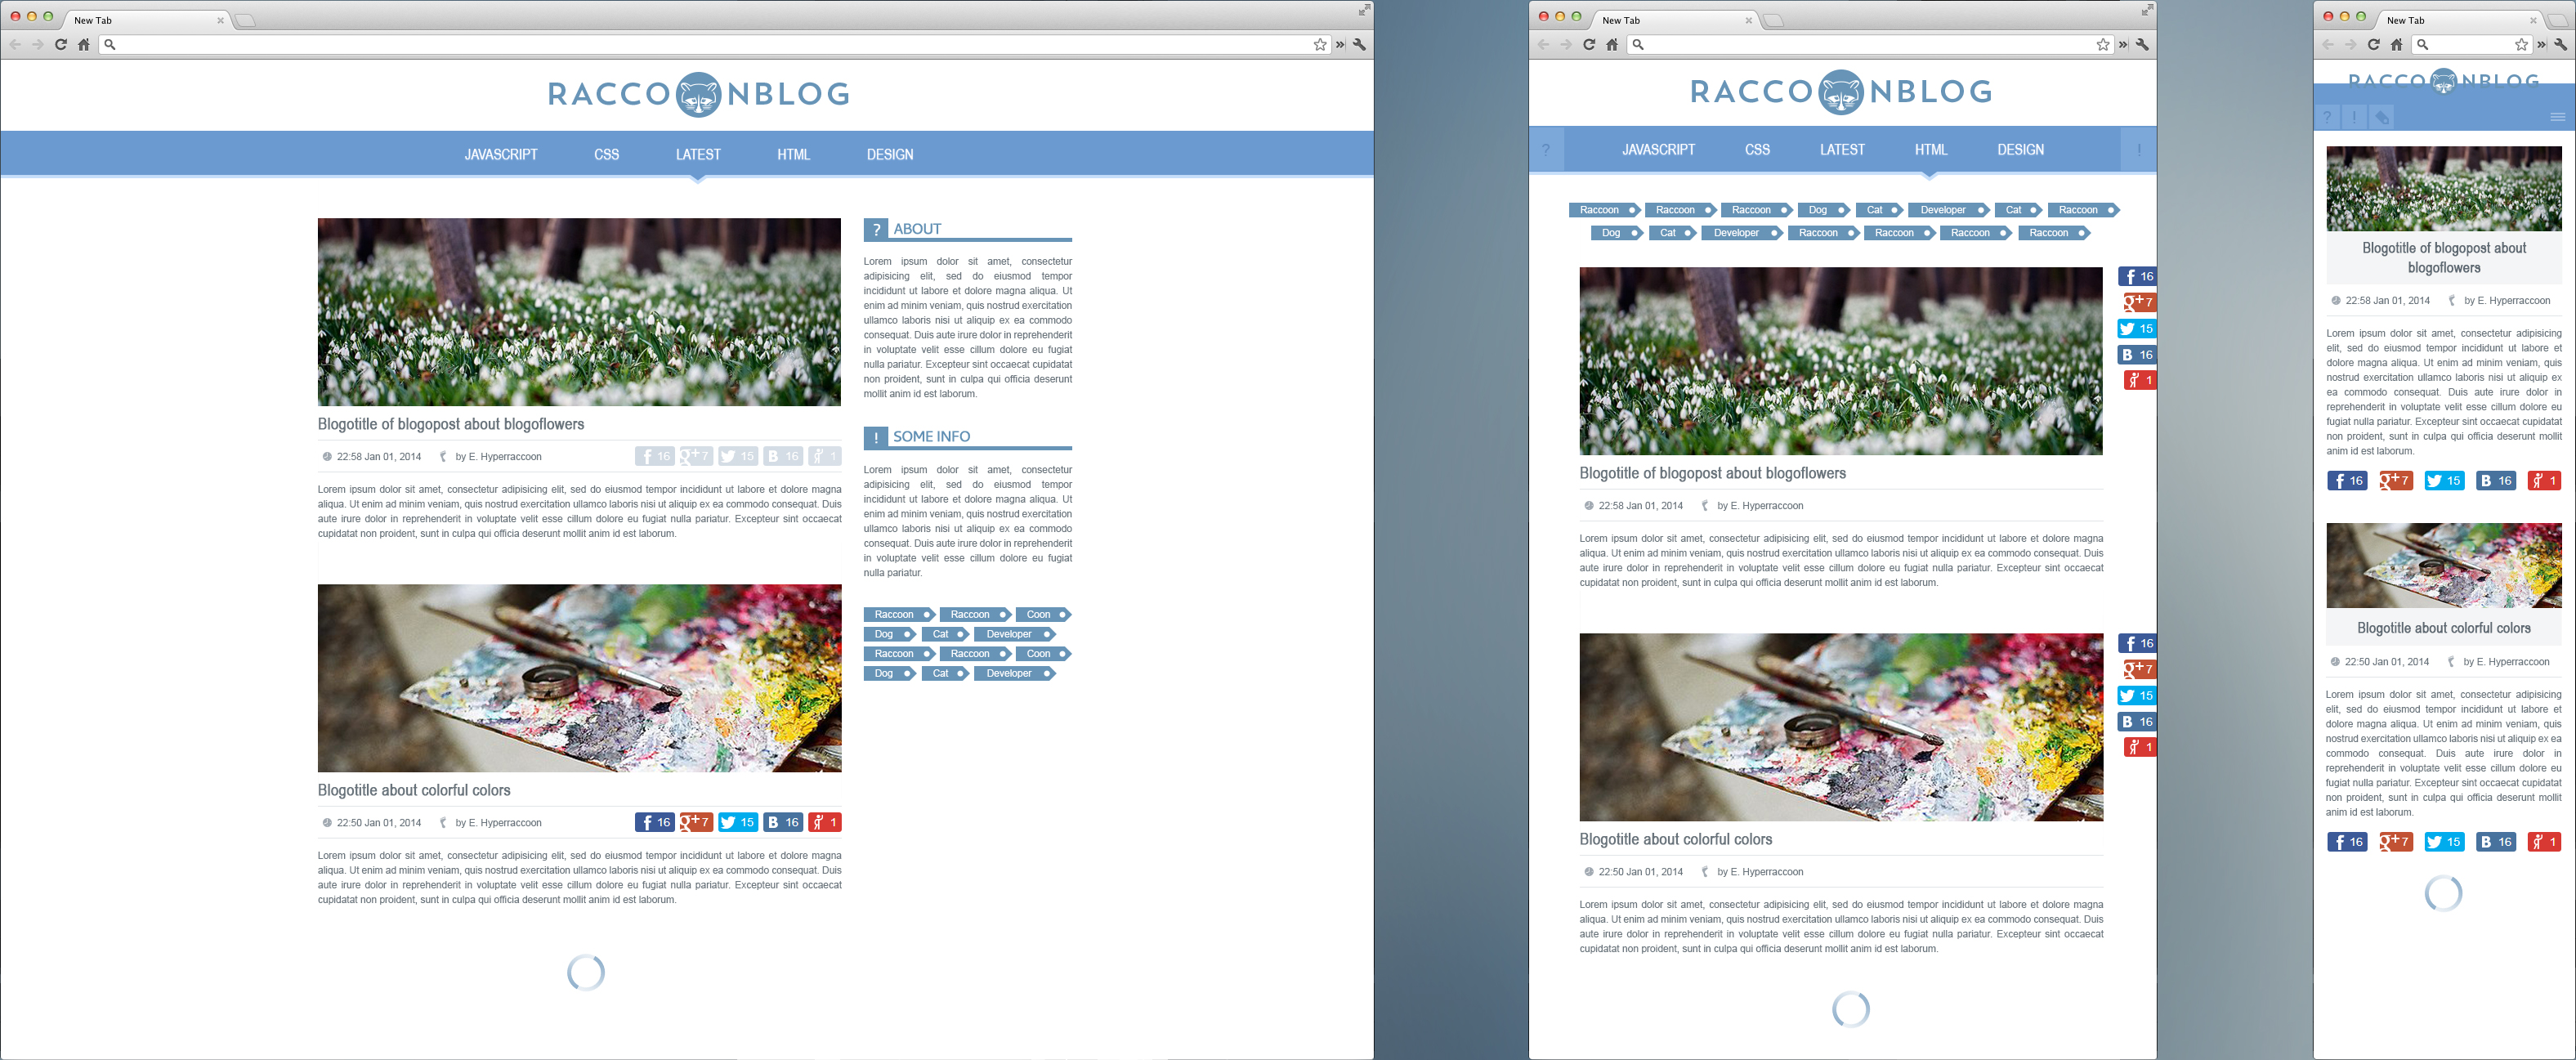 New Tab
RACCOONBLOG
JAVASCRIPT CSS LATEST HTML DESIGN
Blogotitle of blogopost about blogoflowers
22:58 Jan 01, 2014 by E. Hyperraccoon 16 g+ 7 15 B 16 1
Lorem ipsum dolor sit amet, consectetur adipisicing elit, sed do eiusmod tempor incididunt ut labore et dolore magna
aliqua. Ut enim ad minim veniam, quis nostrud exercitation ullamco laboris nisi ut aliquip ex ea commodo consequat. Duis
aute irure dolor in reprehenderit in voluptate velit esse cillum dolore eu fugiat nulla pariatur. Excepteur sint occaecat
cupidatat non proident, sunt in culpa qui officia deserunt mollit anim id est laborum.
Blogotitle about colorful colors
22:50 Jan 01, 2014 by E. Hyperraccoon f 16 g+ 7 15 B 16 1
Lorem ipsum dolor sit amet, consectetur adipisicing elit, sed do eiusmod tempor incididunt ut labore et dolore magna
aliqua. Ut enim ad minim veniam, quis nostrud exercitation ullamco laboris nisi ut aliquip ex ea commodo consequat. Duis
aute irure dolor in reprehenderit in voluptate velit esse cillum dolore eu fugiat nulla pariatur. Excepteur sint occaecat
cupidatat non proident, sunt in culpa qui officia deserunt mollit anim id est laborum.
? ABOUT
Lorem ipsum dolor sit amet, consectetur
adipisicing elit, sed do eiusmod tempor
incididunt ut labore et dolore magna aliqua. Ut
enim ad minim veniam, quis nostrud exercitation
ullamco laboris nisi ut aliquip ex ea commodo
consequat. Duis aute irure dolor in reprehenderit
in voluptate velit esse cillum dolore eu fugiat
nulla pariatur. Excepteur sint occaecat cupidatat
non proident, sunt in culpa qui officia deserunt
mollit anim id est laborum.
! SOME INFO
Lorem ipsum dolor sit amet, consectetur
adipisicing elit, sed do eiusmod tempor
incididunt ut labore et dolore magna aliqua. Ut
enim ad minim veniam, quis nostrud exercitation
ullamco laboris nisi ut aliquip ex ea commodo
consequat. Duis aute irure dolor in reprehenderit
in voluptate velit esse cillum dolore eu fugiat
nulla pariatur.
Raccoon Raccoon Coon
Dog Cat Developer
Raccoon Raccoon Coon
Dog Cat Developer
New Tab
RACCOONBLOG
? JAVASCRIPT CSS LATEST HTML DESIGN !
Raccoon Raccoon Raccoon Dog Cat Developer Cat Raccoon
Dog Cat Developer Raccoon Raccoon Raccoon Raccoon
f 16
g+ 7
15
B 16
1
Blogotitle of blogopost about blogoflowers
22:58 Jan 01, 2014 by E. Hyperraccoon
Lorem ipsum dolor sit amet, consectetur adipisicing elit, sed do eiusmod tempor incididunt ut labore et dolore magna
aliqua. Ut enim ad minim veniam, quis nostrud exercitation ullamco laboris nisi ut aliquip ex ea commodo consequat. Duis
aute irure dolor in reprehenderit in voluptate velit esse cillum dolore eu fugiat nulla pariatur. Excepteur sint occaecat
cupidatat non proident, sunt in culpa qui officia deserunt mollit anim id est laborum.
f 16
g+ 7
15
B 16
1
Blogotitle about colorful colors
22:50 Jan 01, 2014 by E. Hyperraccoon
Lorem ipsum dolor sit amet, consectetur adipisicing elit, sed do eiusmod tempor incididunt ut labore et dolore magna
aliqua. Ut enim ad minim veniam, quis nostrud exercitation ullamco laboris nisi ut aliquip ex ea commodo consequat. Duis
aute irure dolor in reprehenderit in voluptate velit esse cillum dolore eu fugiat nulla pariatur. Excepteur sint occaecat
cupidatat non proident, sunt in culpa qui officia deserunt mollit anim id est laborum.
New Tab
RACCOONBLOG
? !
Blogotitle of blogopost about
blogoflowers
22:58 Jan 01, 2014 by E. Hyperraccoon
Lorem ipsum dolor sit amet, consectetur adipisicing
elit, sed do eiusmod tempor incididunt ut labore et
dolore magna aliqua. Ut enim ad minim veniam, quis
nostrud exercitation ullamco laboris nisi ut aliquip ex
ea commodo consequat. Duis aute irure dolor in
reprehenderit in voluptate velit esse cillum dolore eu
fugiat nulla pariatur. Excepteur sint occaecat cupidatat
non proident, sunt in culpa qui officia deserunt mollit
anim id est laborum.
f 16 g+ 7 15 B 16 1
Blogotitle about colorful colors
22:50 Jan 01, 2014 by E. Hyperraccoon
Lorem ipsum dolor sit amet, consectetur adipisicing
elit, sed do eiusmod tempor incididunt ut labore et
dolore magna aliqua. Ut enim ad minim veniam, quis
nostrud exercitation ullamco laboris nisi ut aliquip ex ea
commodo consequat. Duis aute irure dolor in
reprehenderit in voluptate velit esse cillum dolore eu
fugiat nulla pariatur. Excepteur sint occaecat cupidatat
non proident, sunt in culpa qui officia deserunt mollit
anim id est laborum.
f 16 g+ 7 15 B 16 1